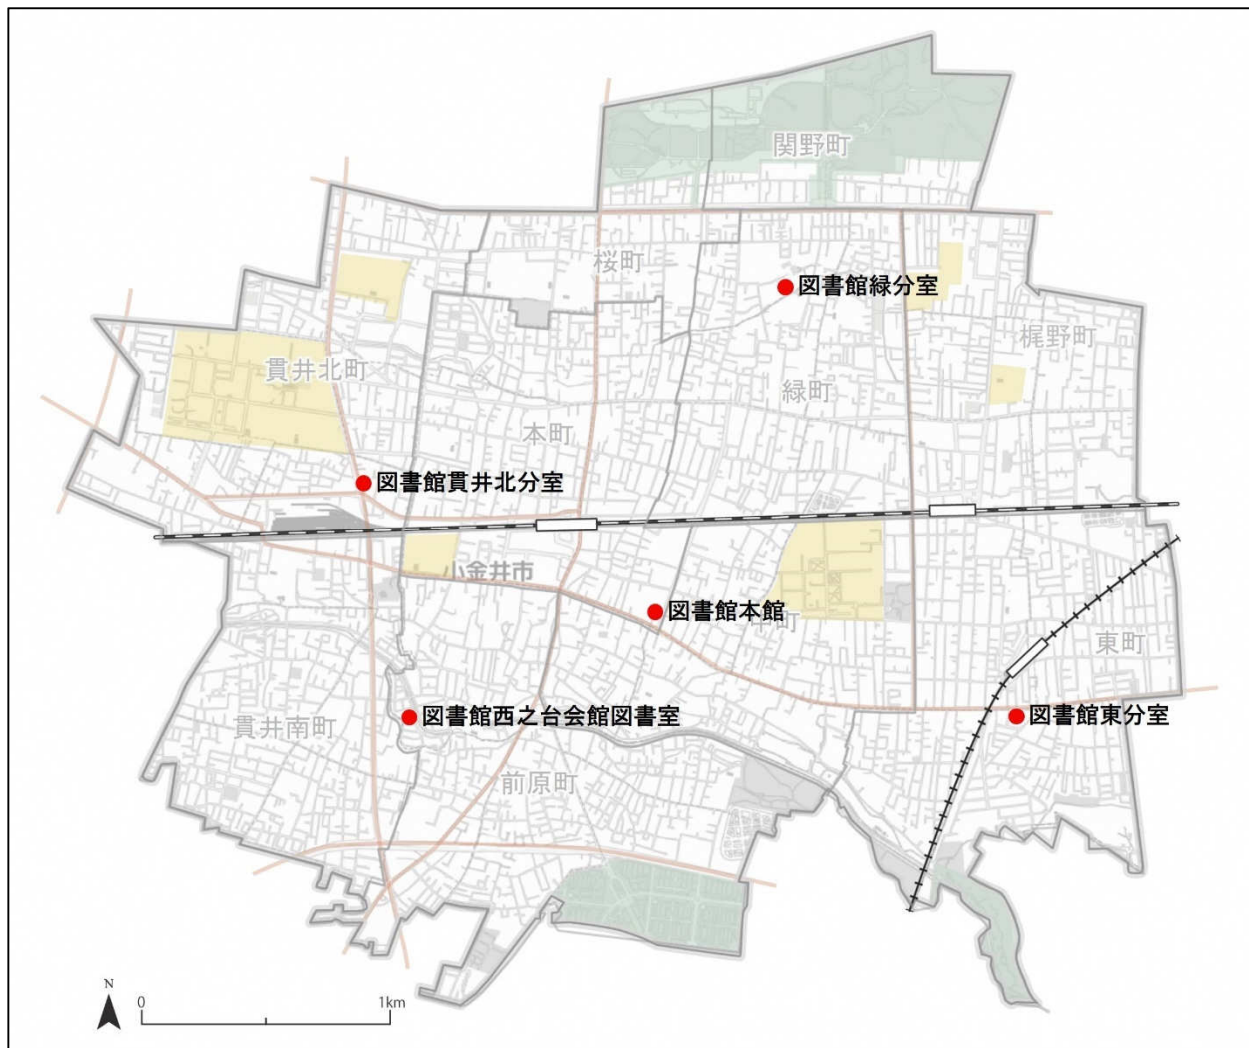 関野町
桜町
図書館緑分室
梶野町
貫井北町
緑町
本町
図書館貫井北分室
小金井市
図書館本館
中町
東町
図書館西之台会館図書室
図書館東分室
貫井南町
前原町
N
0
1km